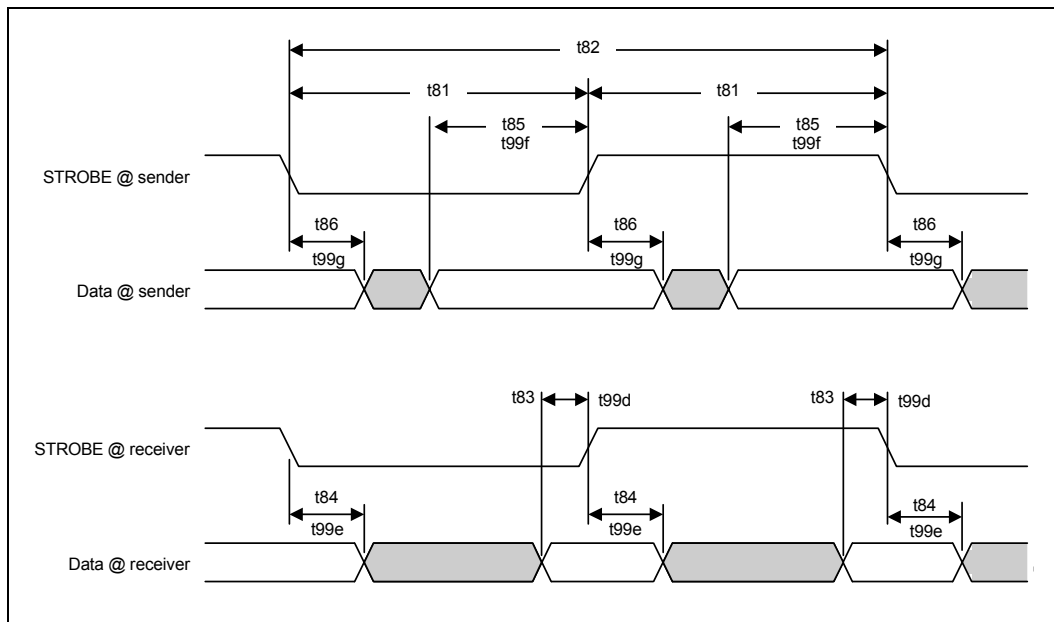 t82
t81 t81
t85 t85
t99f t99f
STROBE @ sender
t86 t86 t86
t99g t99g t99g
Data @ sender
t83 t99d t83 t99d
STROBE @ receiver
t84 t84 t84
t99e t99e t99e
Data @ receiver